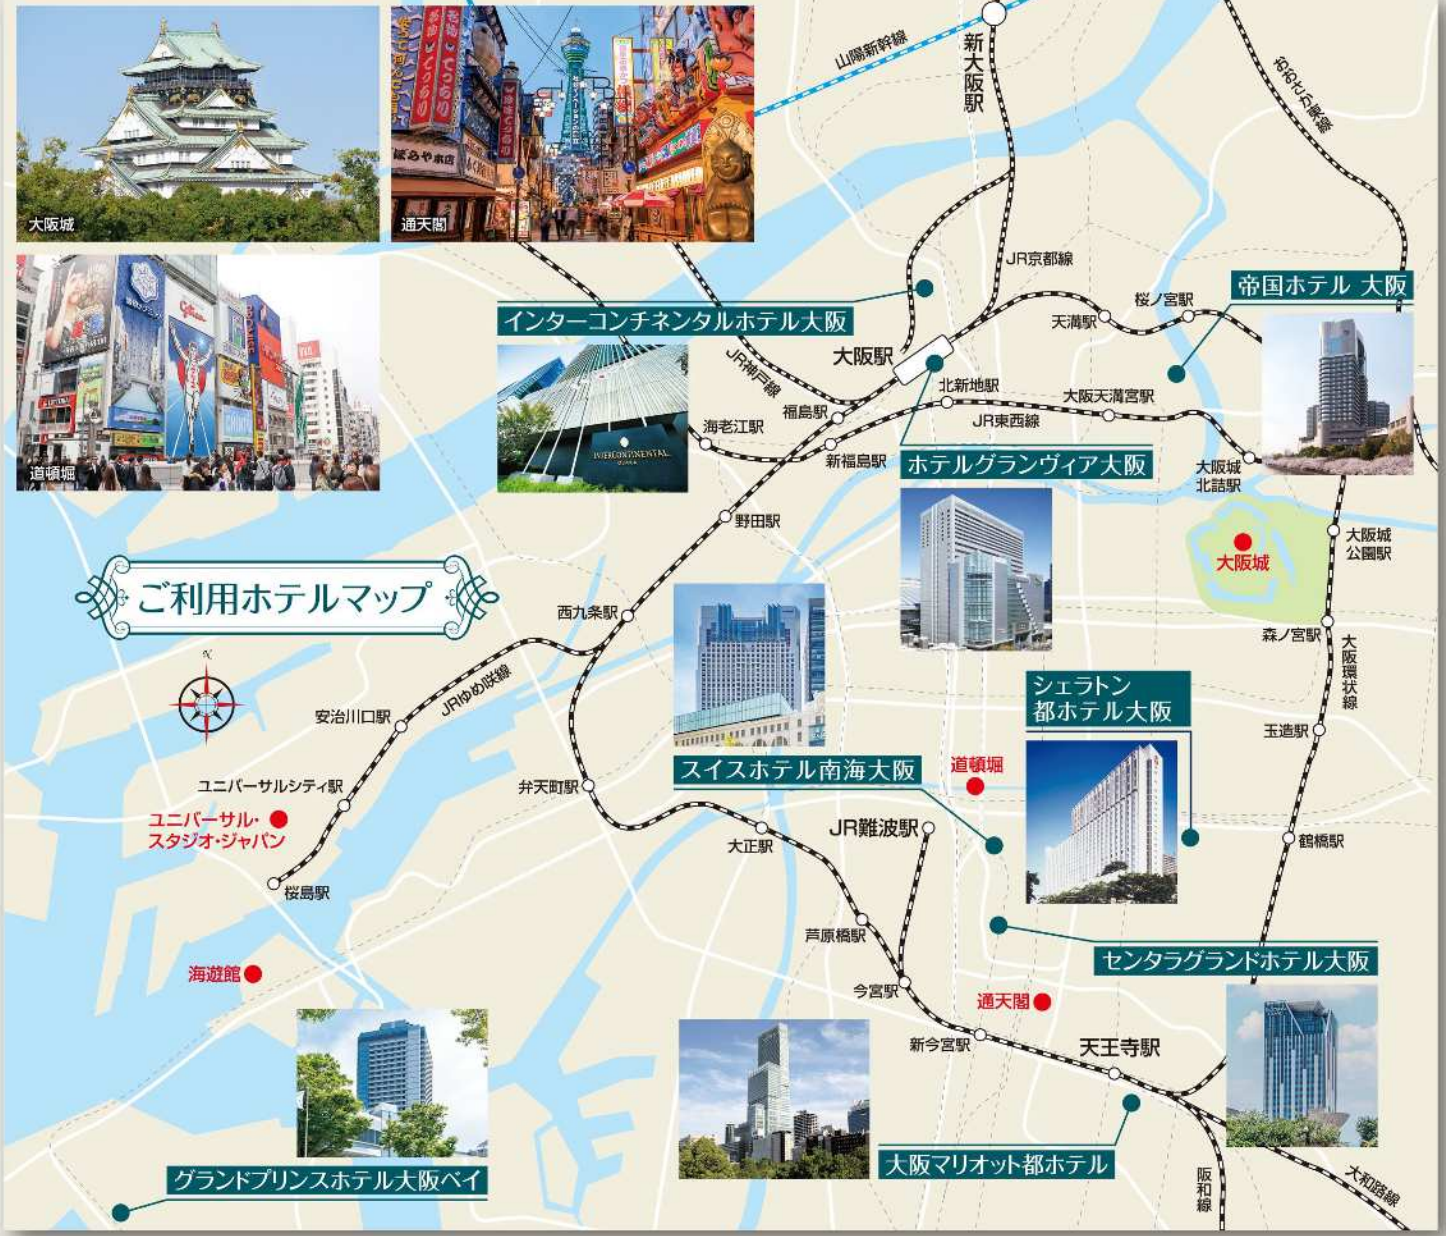 大阪城
通天閣
道頓堀
てっちり
ばらや本店
Glico
山陽新幹線
新大阪駅
おおさか東線
JR京都線
インターコンチネンタルホテル大阪
INTERCONTINENTAL
OSAKA
帝国ホテル 大阪
桜ノ宮駅
天満駅
大阪駅
JR神戸線
北新地駅
大阪天満宮駅
福島駅
JR東西線
海老江駅
新福島駅
ホテルグランヴィア大阪
大阪城
北詰駅
野田駅
大阪城
公園駅
大阪城
ご利用ホテルマップ
西九条駅
森ノ宮駅
大阪環状線
N
JRゆめ咲線
安治川口駅
シェラトン
都ホテル大阪
玉造駅
スイスホテル南海大阪
道頓堀
ユニバーサルシティ駅
弁天町駅
ユニバーサル・
スタジオ・ジャパン
JR難波駅
大正駅
鶴橋駅
桜島駅
芦原橋駅
センタラグランドホテル大阪
海遊館
今宮駅
通天閣
新今宮駅
天王寺駅
大阪マリオット都ホテル
グランドプリンスホテル大阪ベイ
阪和線
大和路線